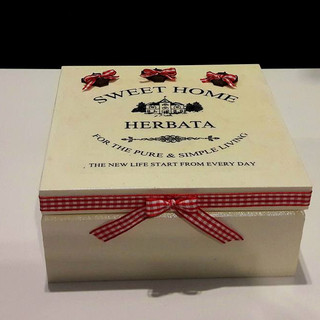 SWEET HOME
HERBATA
FOR THE PURE & SIMPLE LIVING
THE NEW LIFE START FROM EVERY DAY